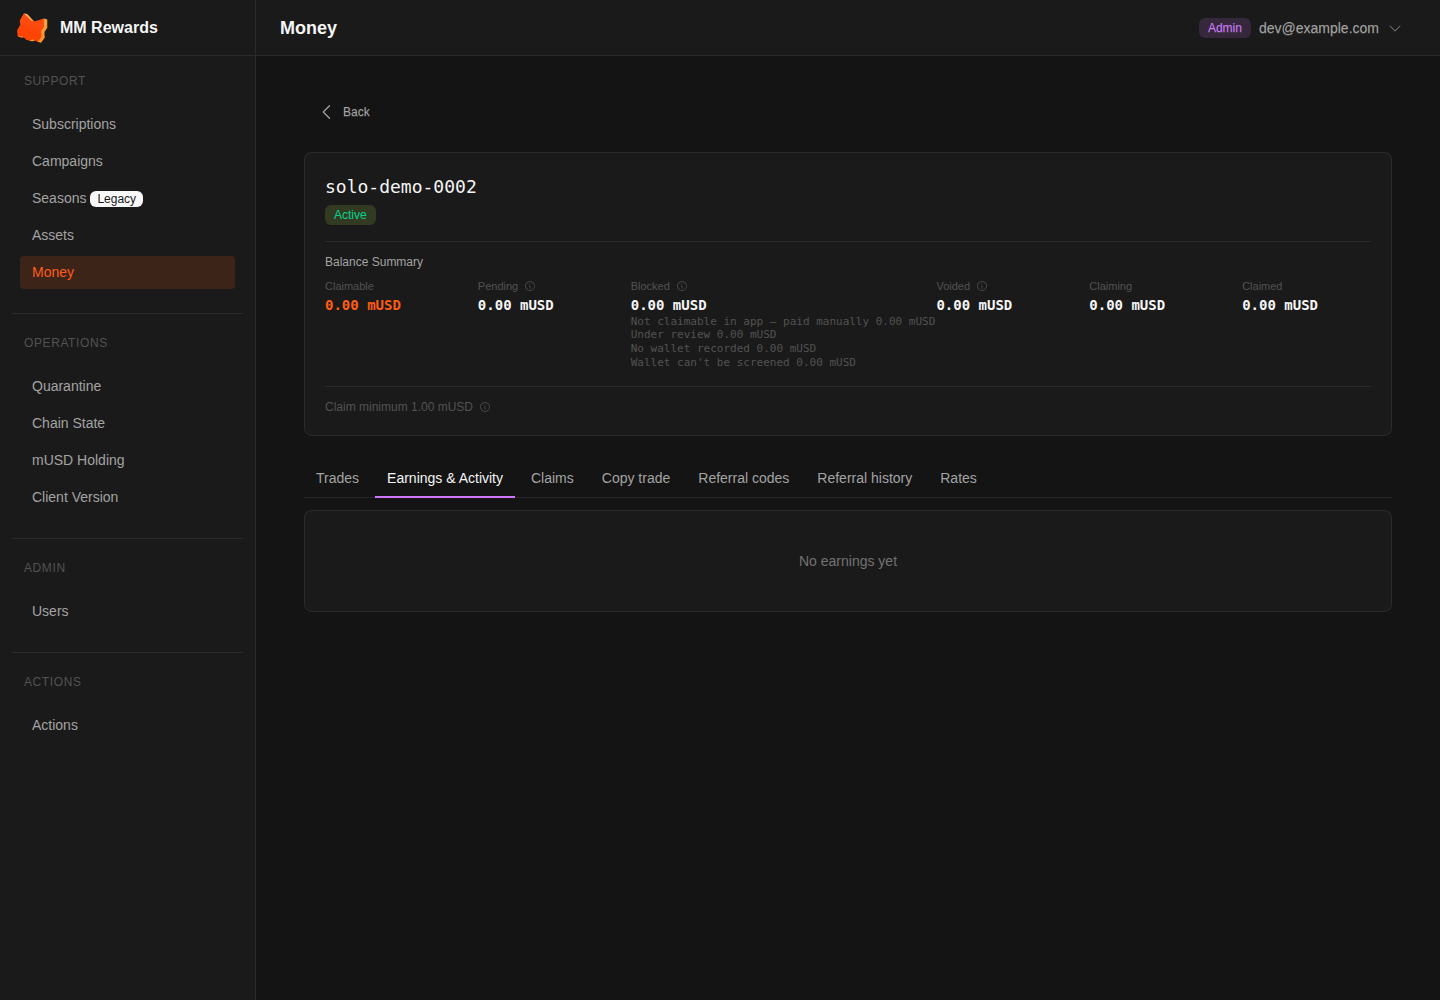 MM Rewards
Money
Admin dev@example.com
SUPPORT
Subscriptions
Campaigns
Seasons Legacy
Assets
Money
OPERATIONS
Quarantine
Chain State
mUSD Holding
Client Version
ADMIN
Users
ACTIONS
Actions
Back
solo-demo-0002
Active
Balance Summary
Claimable Pending Blocked Voided Claiming Claimed
0.00 mUSD 0.00 mUSD 0.00 mUSD 0.00 mUSD 0.00 mUSD 0.00 mUSD
Not claimable in app — paid manually 0.00 mUSD
Under review 0.00 mUSD
No wallet recorded 0.00 mUSD
Wallet can't be screened 0.00 mUSD
Claim minimum 1.00 mUSD
Trades Earnings & Activity Claims Copy trade Referral codes Referral history Rates
No earnings yet